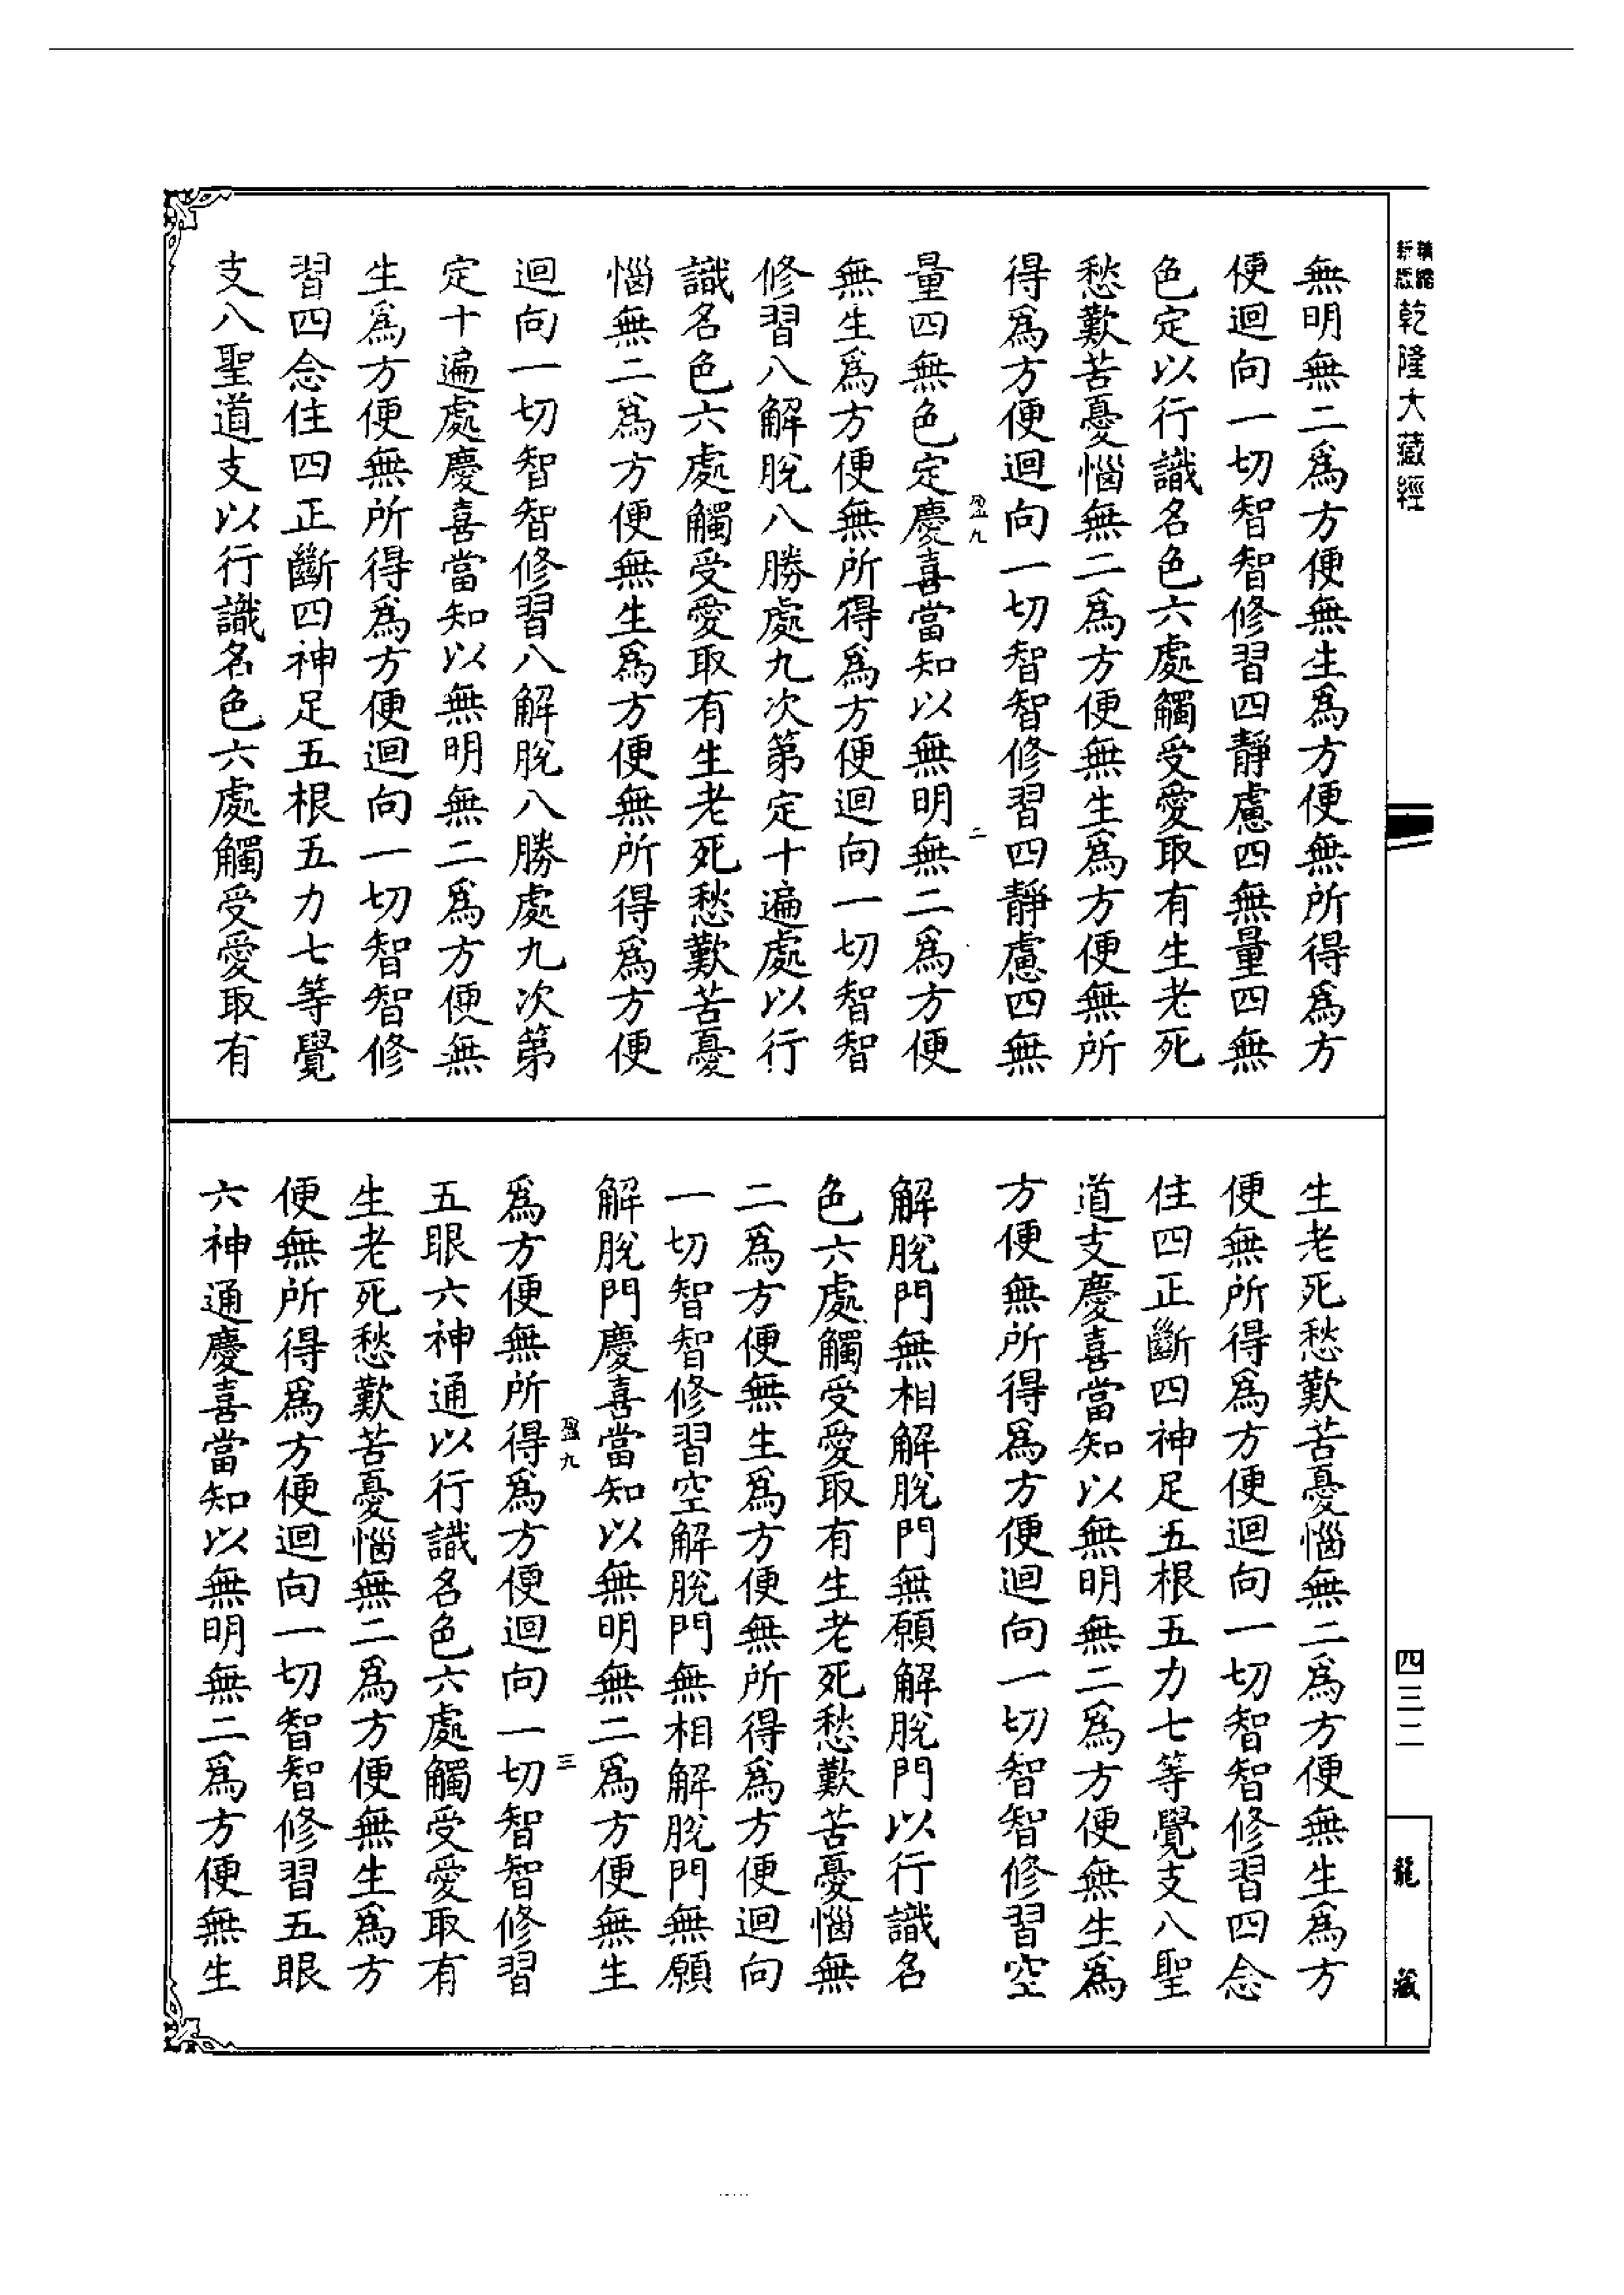 乾隆大藏經
四三二
龍藏
無明無二爲方便無生爲方便無所得爲方
便迴向一切智智修習四靜慮四無量四無
色定以行識名色六處觸受愛取有生老死
愁歎苦憂惱無二爲方便無生爲方便無所
得爲方便迴向一切智智修習四靜慮四無
盈九
二
量四無色定慶喜當知以無明無二爲方便
無生爲方便無所得爲方便迴向一切智智
修習八解脫八勝處九次第定十遍處以行
識名色六處觸受愛取有生老死愁歎苦憂
惱無二爲方便無生爲方便無所得爲方便
迴向一切智智修習八解脫八勝處九次第
定十遍處慶喜當知以無明無二爲方便無
生爲方便無所得爲方便迴向一切智智修
習四念住四正斷四神足五根五力七等覺
支八聖道支以行識名色六處觸受愛取有
生老死愁歎苦憂惱無二爲方便無生爲方
便無所得爲方便迴向一切智智修習四念
住四正斷四神足五根五力七等覺支八聖
道支慶喜當知以無明無二爲方便無生爲
方便無所得爲方便迴向一切智智修習空
解脫門無相解脫門無願解脫門以行識名
色六處觸受愛取有生老死愁歎苦憂惱無
二爲方便無生爲方便無所得爲方便迴向
一切智智修習空解脫門無相解脫門無願
解脫門慶喜當知以無明無二爲方便無生
盈九
三
爲方便無所得爲方便迴向一切智智修習
五眼六神通以行識名色六處觸受愛取有
生老死愁歎苦憂惱無二爲方便無生爲方
便無所得爲方便迴向一切智智修習五眼
六神通慶喜當知以無明無二爲方便無生